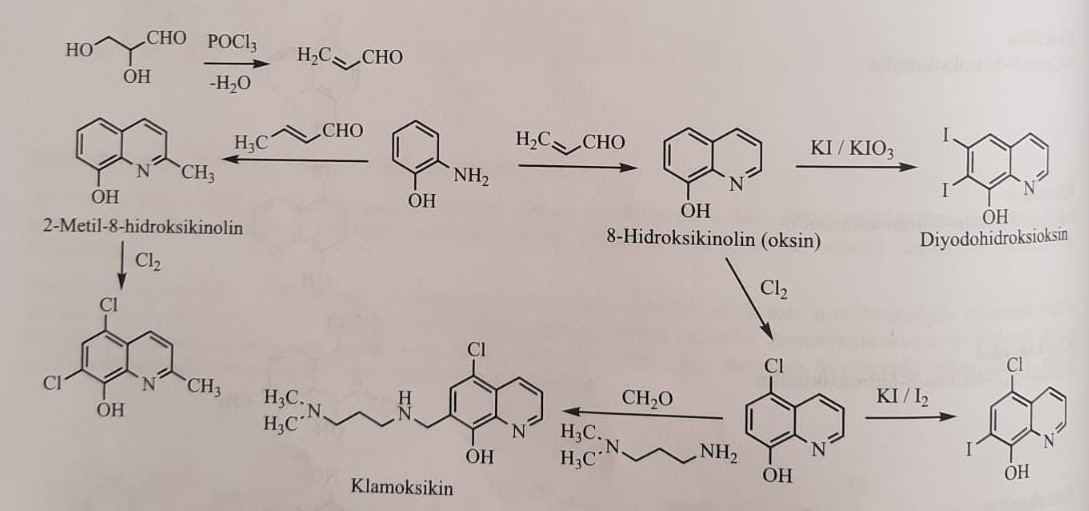 HO CHO
OH
POCl3
-H2O
H2C CHO
N CH3
OH
2-Metil-8-hidroksikinolin
H3C CHO
NH2
OH
H2C CHO
N
OH
8-Hidroksikinolin (oksin)
KI / KIO3
I
I
N
OH
Diyodohidroksioksin
Cl2
Cl
Cl
N CH3
OH
Cl2
H3C
H3C N
H
N
Cl
N
OH
Klamoksikin
CH2O
H3C
H3C N NH2
Cl
N
OH
KI / I2
Cl
I
N
OH